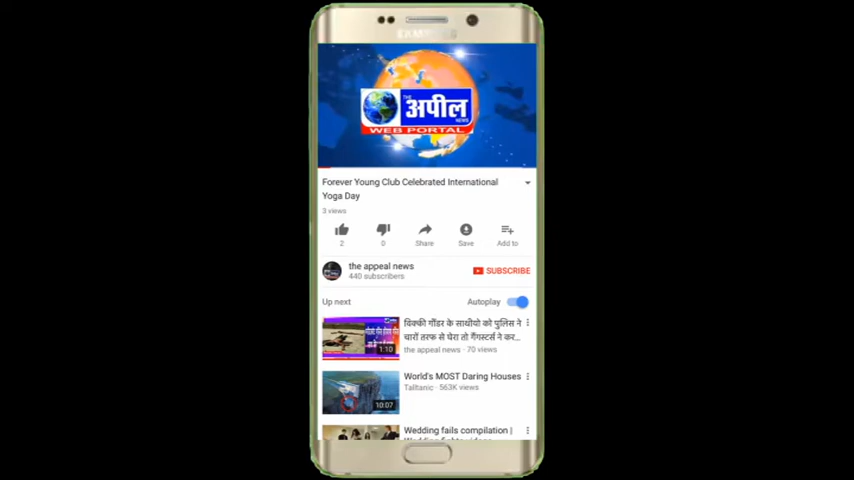 SAMSUNG
THE
अपील
NEWS
WEB PORTAL
Forever Young Club Celebrated International
Yoga Day
3 views
2
0
Share
Save
Add to
the appeal news
440 subscribers
SUBSCRIBE
Up next
Autoplay
विक्की गौंडर के साथीयो को पुलिस ने
चारों तरफ से घेरा तो गैंगस्टर्स ने कर...
the appeal news · 70 views
1:10
World's MOST Daring Houses
Talltanic · 563K views
10:07
Wedding fails compilation |